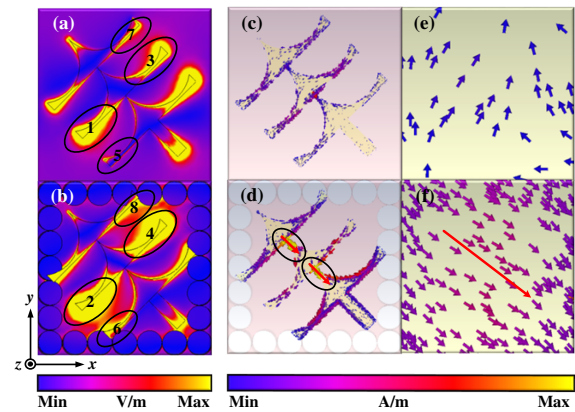 (a)
7
3
1
5
(c)
(e)
(b)
8
4
2
6
(d)
(f)
y
z
x
Min V/m Max
Min A/m Max